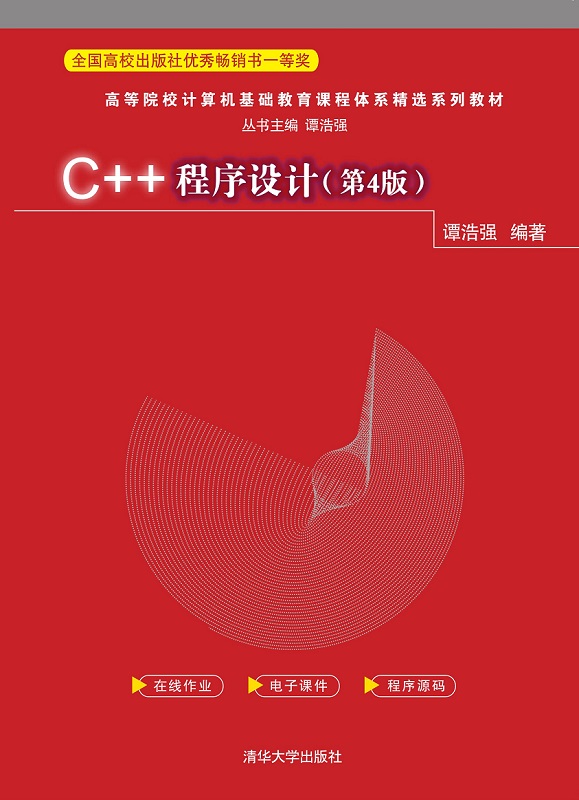 全国高校出版社优秀畅销书一等奖
高等院校计算机基础教育课程体系精选系列教材
丛书主编 谭浩强
C++ 程序设计(第4版)
谭浩强 编著
在线作业 电子课件 程序源码
清华大学出版社